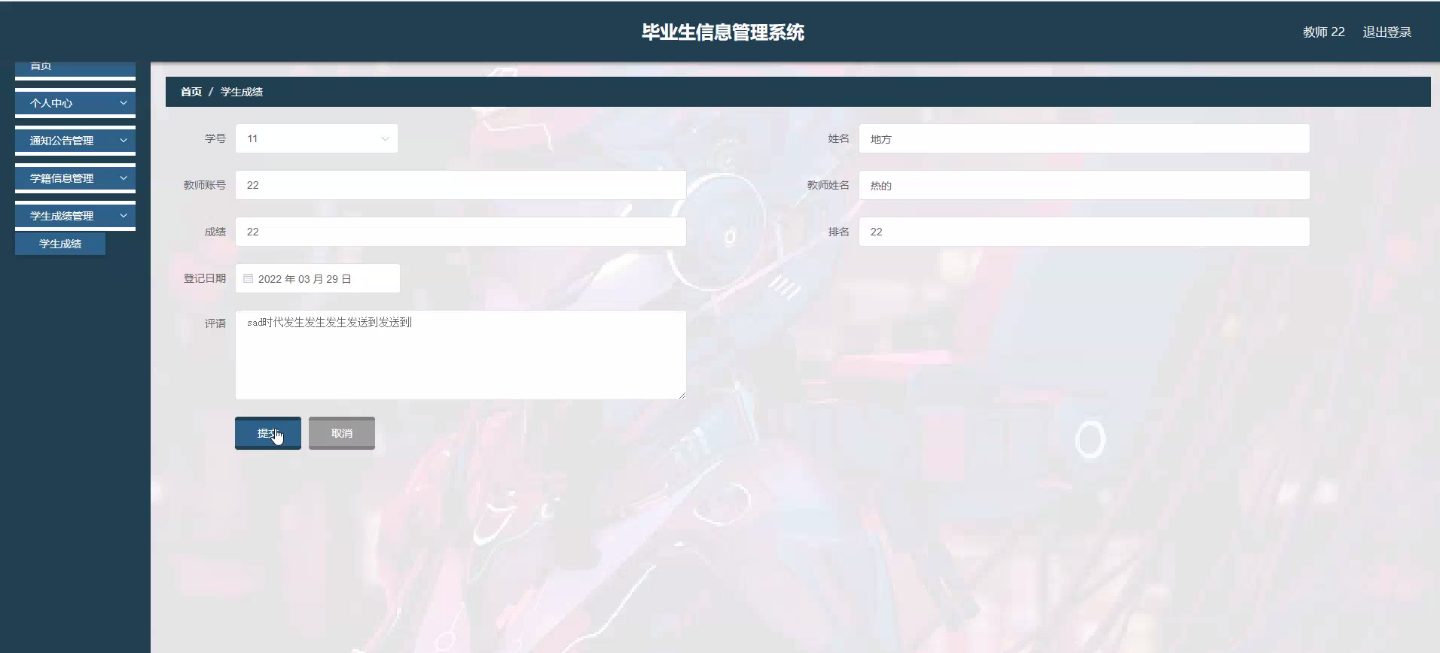 毕业生信息管理系统
教师 22 退出登录
首页
个人中心
通知公告管理
学籍信息管理
学生成绩管理
学生成绩
首页 / 学生成绩
学号 11 姓名 地方
教师账号 22 教师姓名 热的
成绩 22 排名 22
登记日期 2022 年 03 月 29 日
评语 sad时代发生发生发生发送到发送到
提交 取消